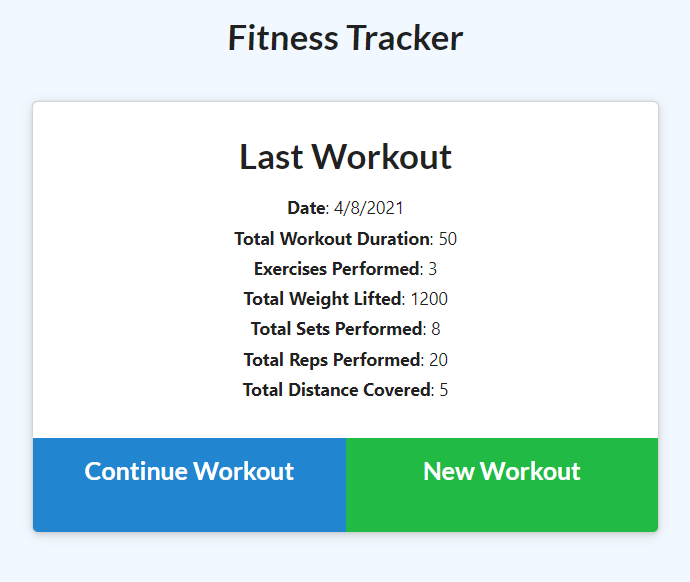 Fitness Tracker
Last Workout
Date: 4/8/2021
Total Workout Duration: 50
Exercises Performed: 3
Total Weight Lifted: 1200
Total Sets Performed: 8
Total Reps Performed: 20
Total Distance Covered: 5
Continue Workout
New Workout